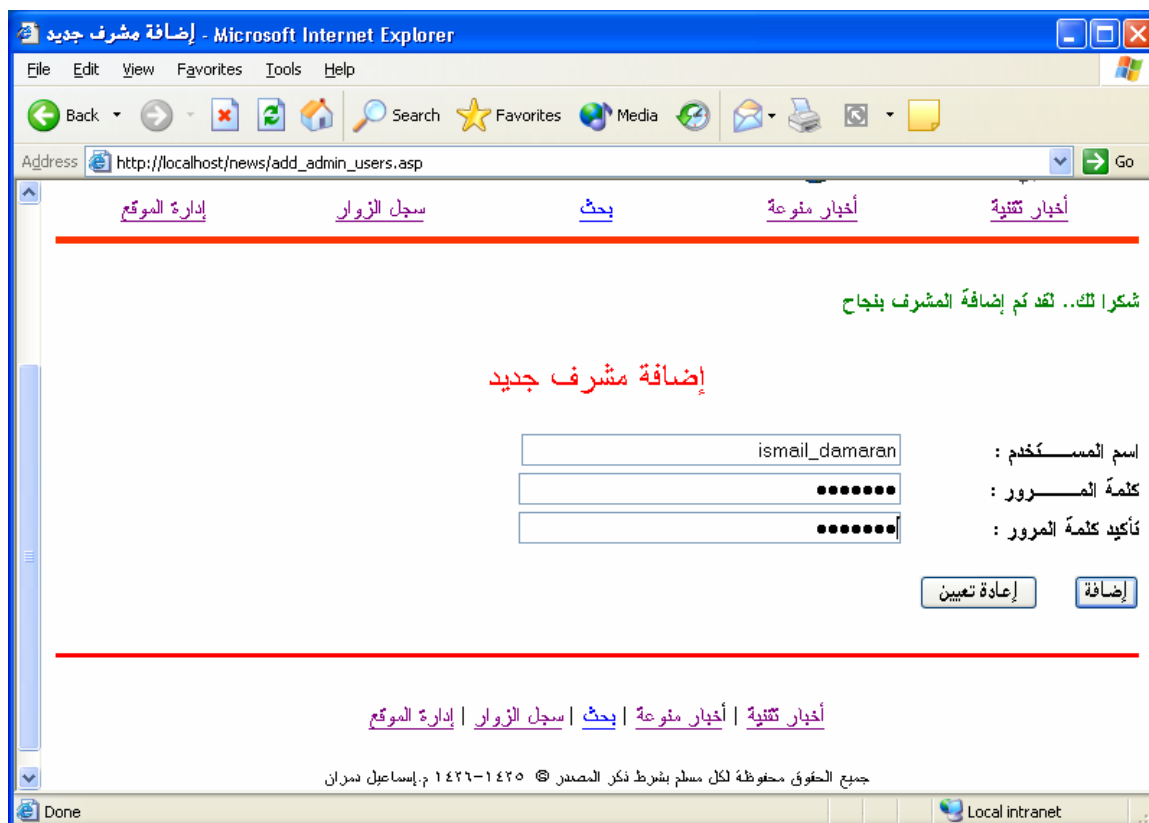 إضافة مشرف جديد - Microsoft Internet Explorer
File Edit View Favorites Tools Help
Back Search Favorites Media
Address http://localhost/news/add_admin_users.asp Go
أخبار تقنية أخبار منوعة بحث سجل الزوار إدارة الموقع
شكرا لك.. لقد تم إضافة المشرف بنجاح
إضافة مشرف جديد
اسم المســــتخدم : ismail_damaran
كلمة المــــــرور : •••••••
تأكيد كلمة المرور : •••••••
إضافة إعادة تعيين
أخبار تقنية | أخبار منوعة | بحث | سجل الزوار | إدارة الموقع
جميع الحقوق محفوظة لكل مسلم بشرط ذكر المصدر © ١٤٢٥-١٤٢٦ م.إسماعيل دمران
Done Local intranet